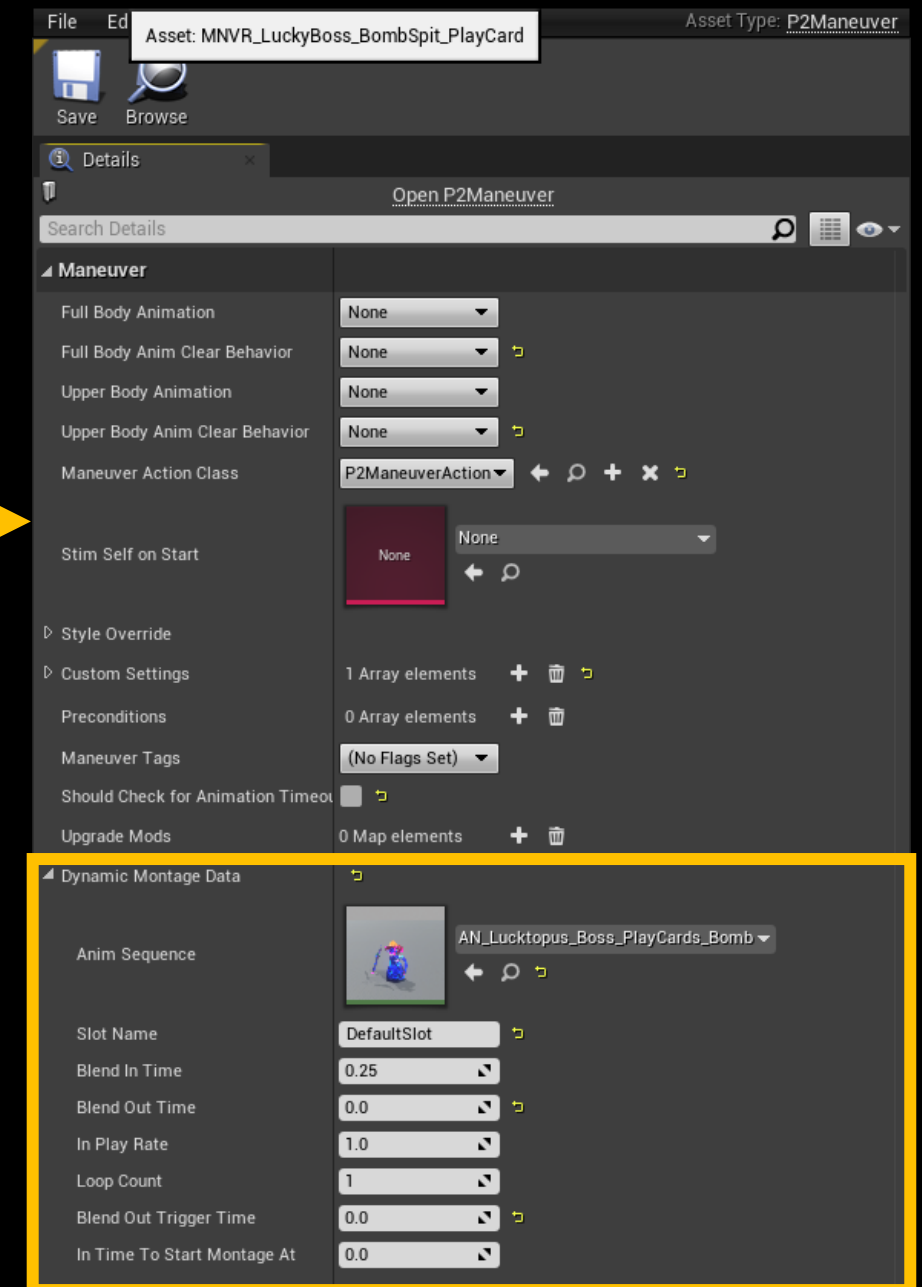 File Ed
Asset: MNVR_LuckyBoss_BombSpit_PlayCard
Asset Type: P2Maneuver
Save Browse
Details
Open P2Maneuver
Search Details
Maneuver
Full Body Animation None
Full Body Anim Clear Behavior None
Upper Body Animation None
Upper Body Anim Clear Behavior None
Maneuver Action Class P2ManeuverAction
Stim Self on Start None None
Style Override
Custom Settings 1 Array elements
Preconditions 0 Array elements
Maneuver Tags (No Flags Set)
Should Check for Animation Timeou
Upgrade Mods 0 Map elements
Dynamic Montage Data
Anim Sequence AN_Lucktopus_Boss_PlayCards_Bomb
Slot Name DefaultSlot
Blend In Time 0.25
Blend Out Time 0.0
In Play Rate 1.0
Loop Count 1
Blend Out Trigger Time 0.0
In Time To Start Montage At 0.0